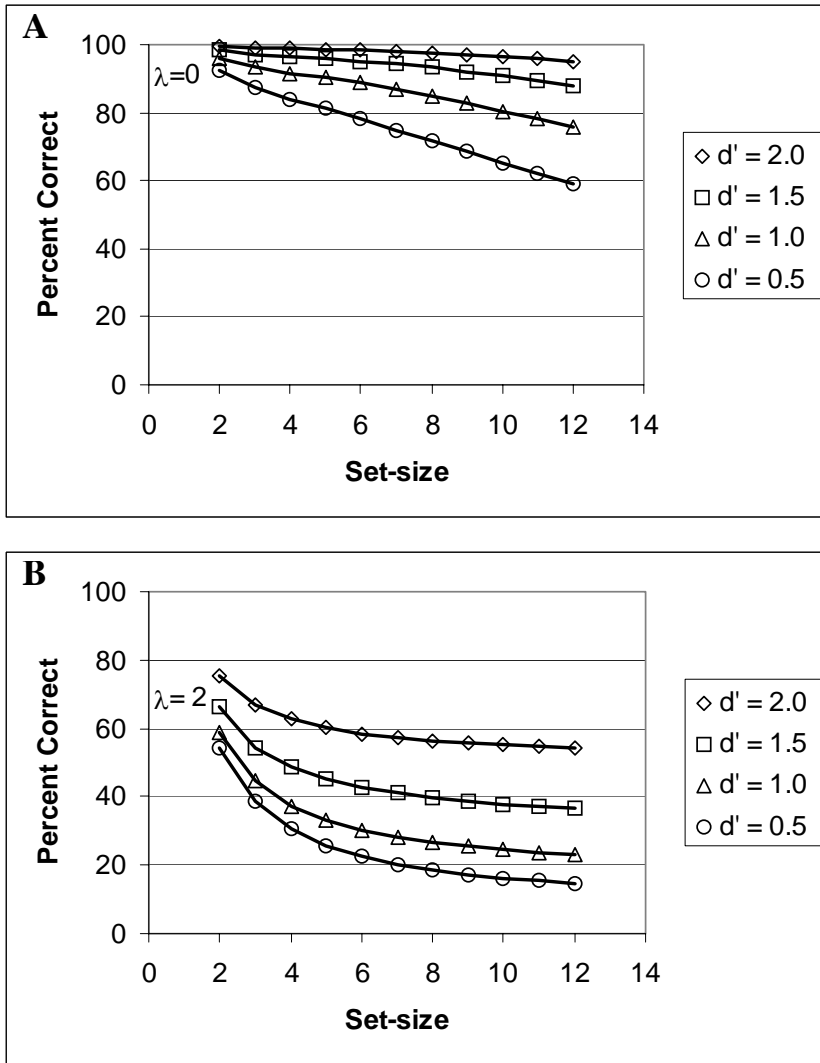 A
100
80
60
40
20
0
λ=0
Percent Correct
0 2 4 6 8 10 12 14
Set-size
d' = 2.0
d' = 1.5
d' = 1.0
d' = 0.5
B
100
80
60
40
20
0
λ= 2
Percent Correct
0 2 4 6 8 10 12 14
Set-size
d' = 2.0
d' = 1.5
d' = 1.0
d' = 0.5